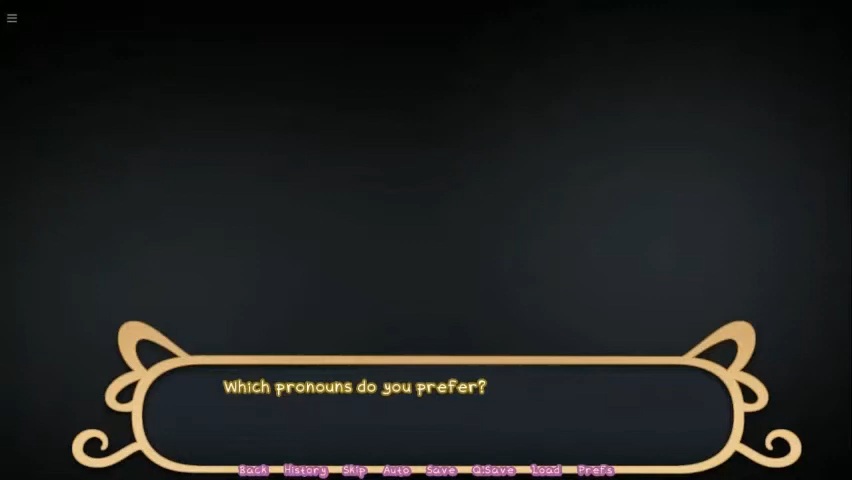 Which pronouns do you prefer?
Back History Skip Auto Save Q.Save Load Prefs